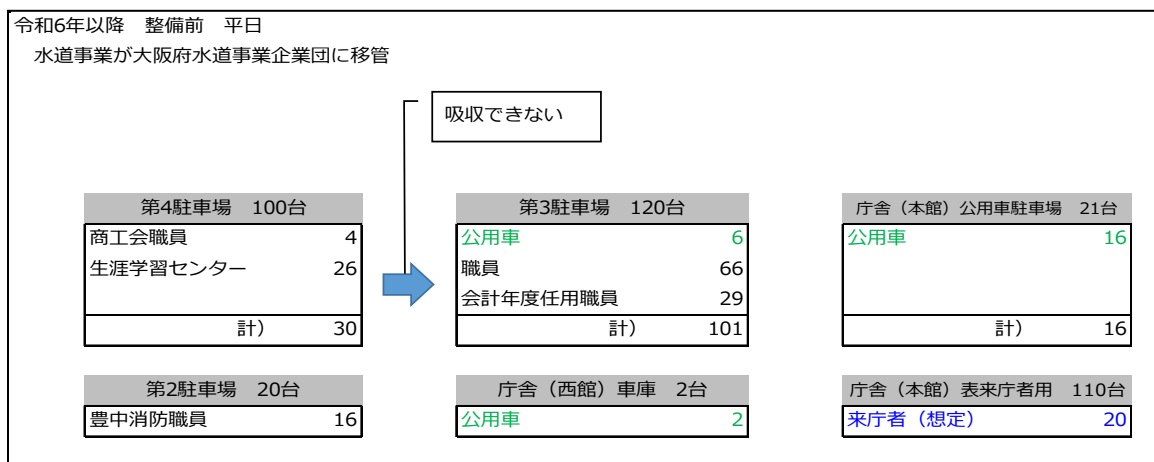 令和6年以降　整備前　平日
水道事業が大阪府水道事業企業団に移管
吸収できない
第4駐車場　100台
商工会職員 4
生涯学習センター 26
計） 30
第3駐車場　120台
公用車 6
職員 66
会計年度任用職員 29
計） 101
庁舎（本館）公用車駐車場　21台
公用車 16
計） 16
第2駐車場　20台
豊中消防職員 16
庁舎（西館）車庫　2台
公用車 2
庁舎（本館）表来庁者用　110台
来庁者（想定） 20